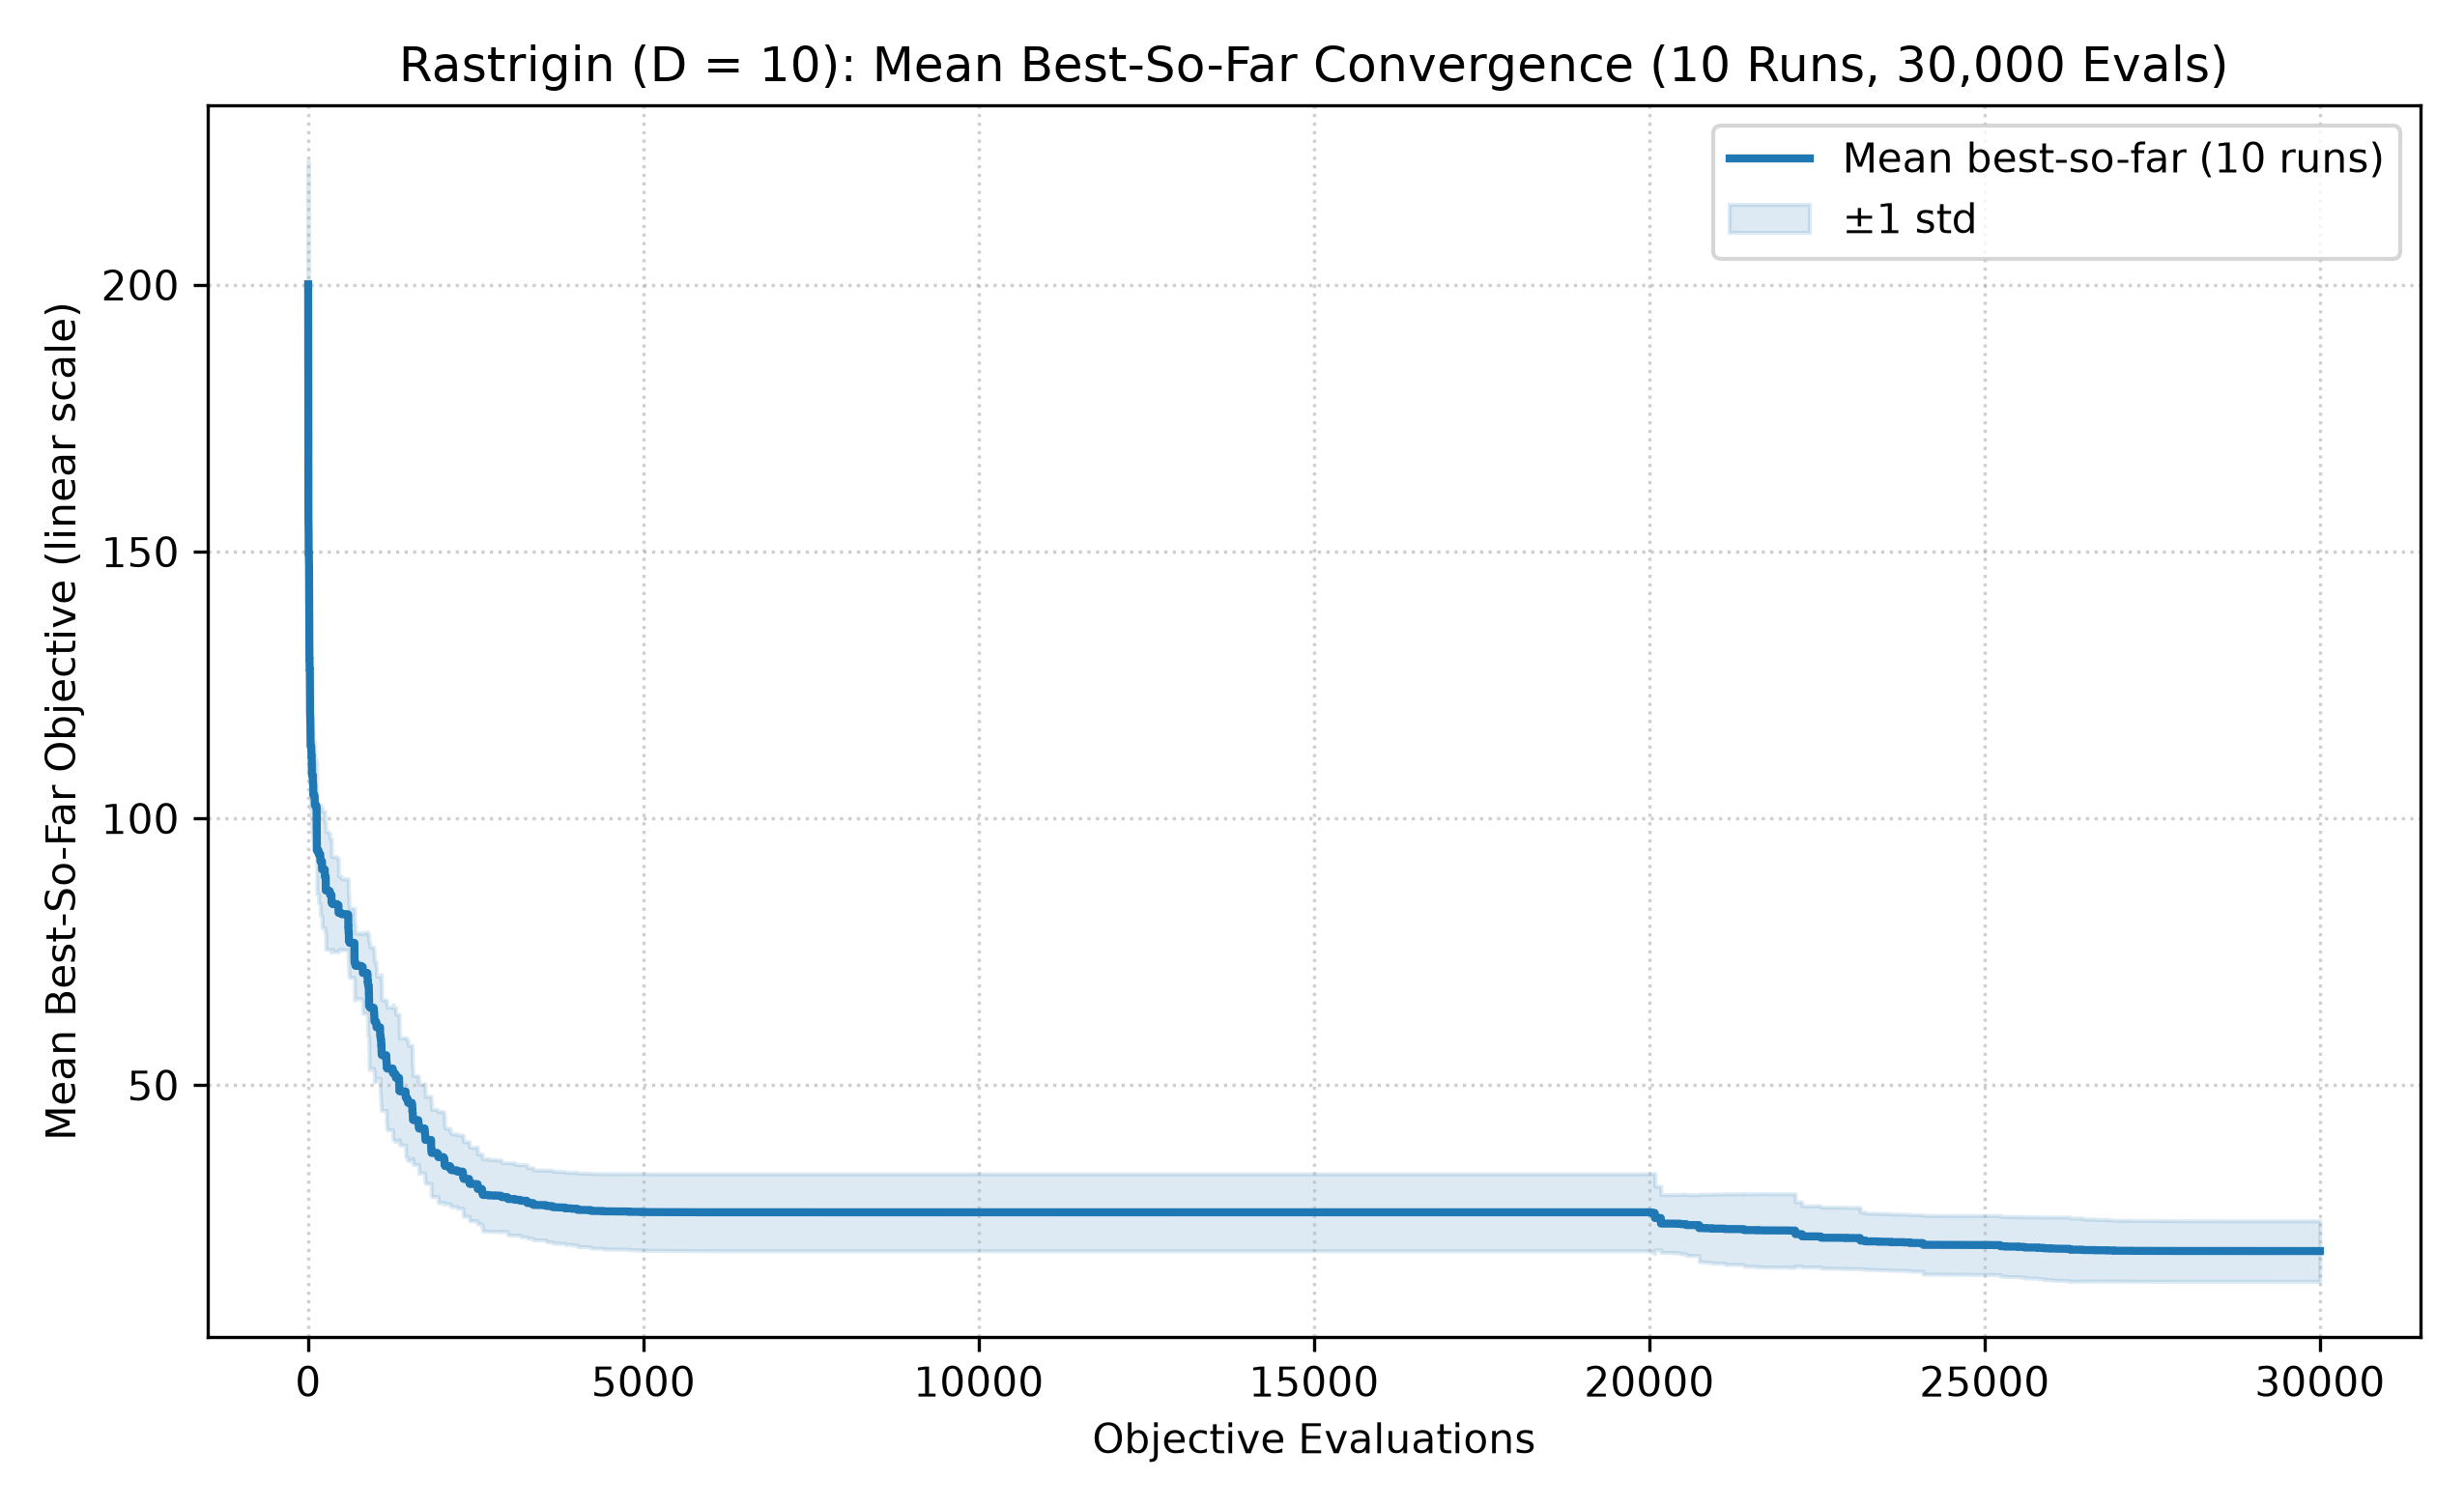 Rastrigin (D = 10): Mean Best-So-Far Convergence (10 Runs, 30,000 Evals)
Mean best-so-far (10 runs)
±1 std
Mean Best-So-Far Objective (linear scale)
200
150
100
50
0 5000 10000 15000 20000 25000 30000
Objective Evaluations